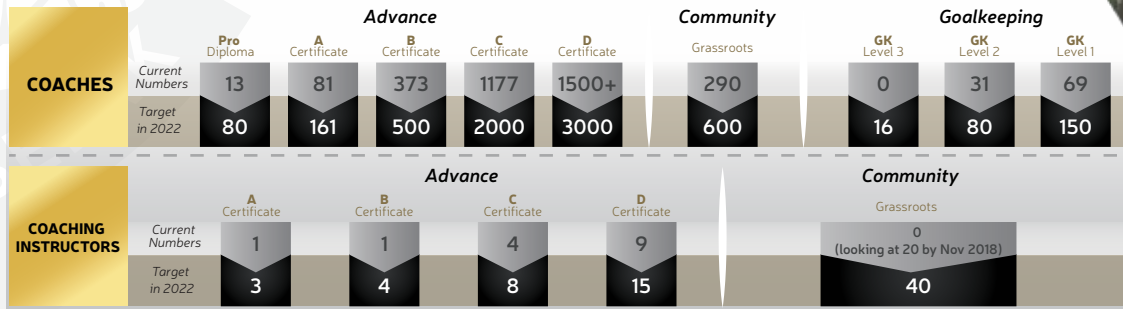 Advance Community Goalkeeping
Pro A B C D GK GK GK
Diploma Certificate Certificate Certificate Certificate Grassroots Level 3 Level 2 Level 1
COACHES
Current
Numbers
13 81 373 1177 1500+ 290 0 31 69
Target
in 2022
80 161 500 2000 3000 600 16 80 150
Advance Community
A B C D
Certificate Certificate Certificate Certificate Grassroots
COACHING
INSTRUCTORS
Current
Numbers
1 1 4 9 0
(looking at 20 by Nov 2018)
Target
in 2022
3 4 8 15 40